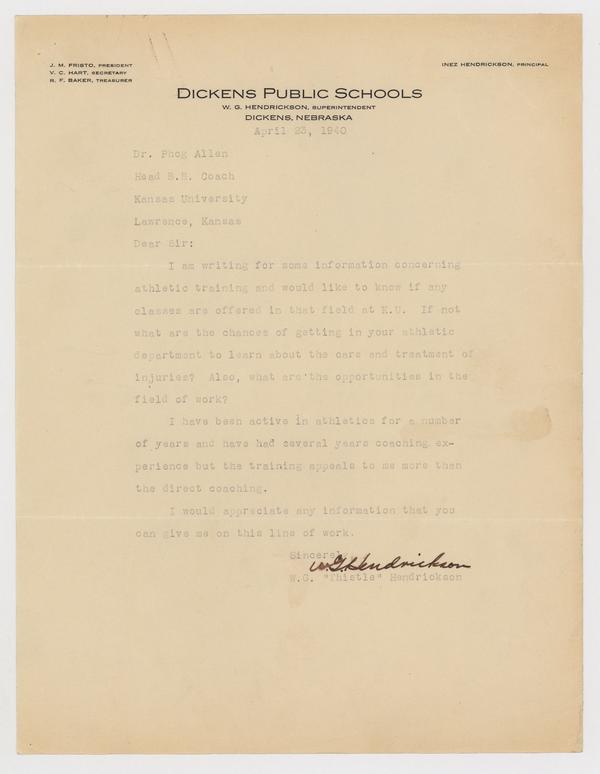 J. M. FRISTO, PRESIDENT
V. C. HART, SECRETARY
R. F. BAKER, TREASURER
INEZ HENDRICKSON, PRINCIPAL
DICKENS PUBLIC SCHOOLS
W. G. HENDRICKSON, SUPERINTENDENT
DICKENS, NEBRASKA
April 23, 1940
Dr. Phog Allen
Head B.B. Coach
Kansas University
Lawrence, Kansas
Dear Sir:
I am writing for some information concerning
athletic training and would like to know if any
classes are offered in that field at K.U. If not
what are the chances of getting in your athletic
department to learn about the care and treatment of
injuries? Also, what are the opportunities in the
field of work?
I have been active in athletics for a number
of years and have had several years coaching ex-
perience but the training appeals to me more than
the direct coaching.
I would appreciate any information that you
can give me on this line of work.
Sincerely
W. G. Hendrickson
W.G. "Thistle" Hendrickson